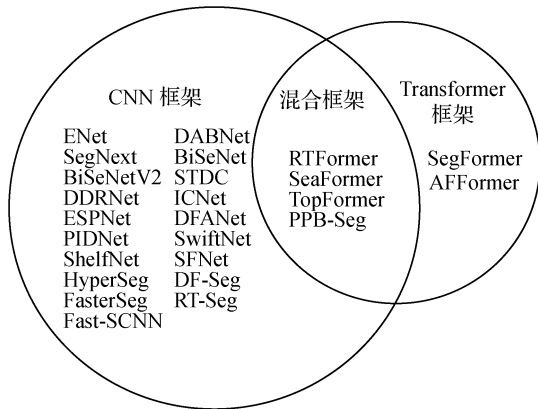 CNN 框架
ENet
SegNext
BiSeNetV2
DDRNet
ESPNet
PIDNet
ShelfNet
HyperSeg
FasterSeg
Fast-SCNN
DABNet
BiSeNet
STDC
ICNet
DFANet
SwiftNet
SFNet
DF-Seg
RT-Seg
混合框架
RTFormer
SeaFormer
TopFormer
PPB-Seg
Transformer
框架
SegFormer
AFFormer